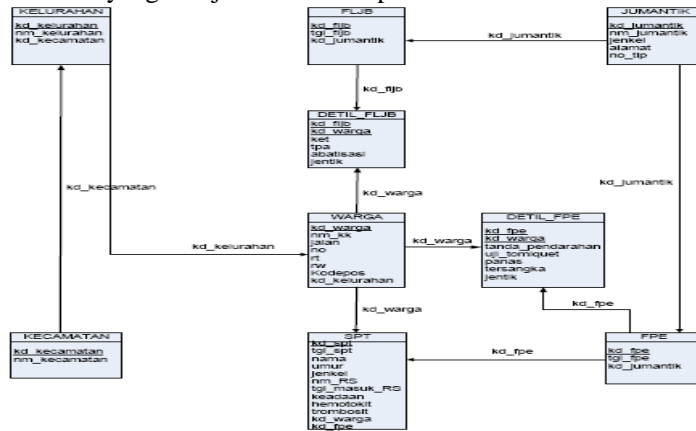 KELURAHAN
kd_kelurahan
nm_kelurahan
kd_kecamatan
FLJB
kd_fljb
tgl_fljb
kd_jumantik
JUMANTIK
kd_jumantik
nm_jumantik
jenkel
alamat
no_tlp
kd_jumantik
kd_fljb
DETIL_FLJB
kd_fljb
kd_warga
ket
tpa
abatisasi
jentik
kd_kecamatan
kd_warga
kd_jumantik
kd_kelurahan
WARGA
kd_warga
nm_kk
jalan
no
rt
rw
Kodepos
kd_kelurahan
kd_warga
DETIL_FPE
kd_fpe
kd_warga
tanda_pendarahan
uji_torniquet
panas
tersangka
jentik
kd_warga
kd_fpe
KECAMATAN
kd_kecamatan
nm_kecamatan
SPT
kd_spt
tgl_spt
nama
umur
jenkel
nm_RS
tgl_masuk_RS
keadaan
hemotokit
trombosit
kd_warga
kd_fpe
kd_fpe
FPE
kd_fpe
tgl_fpe
kd_jumantik